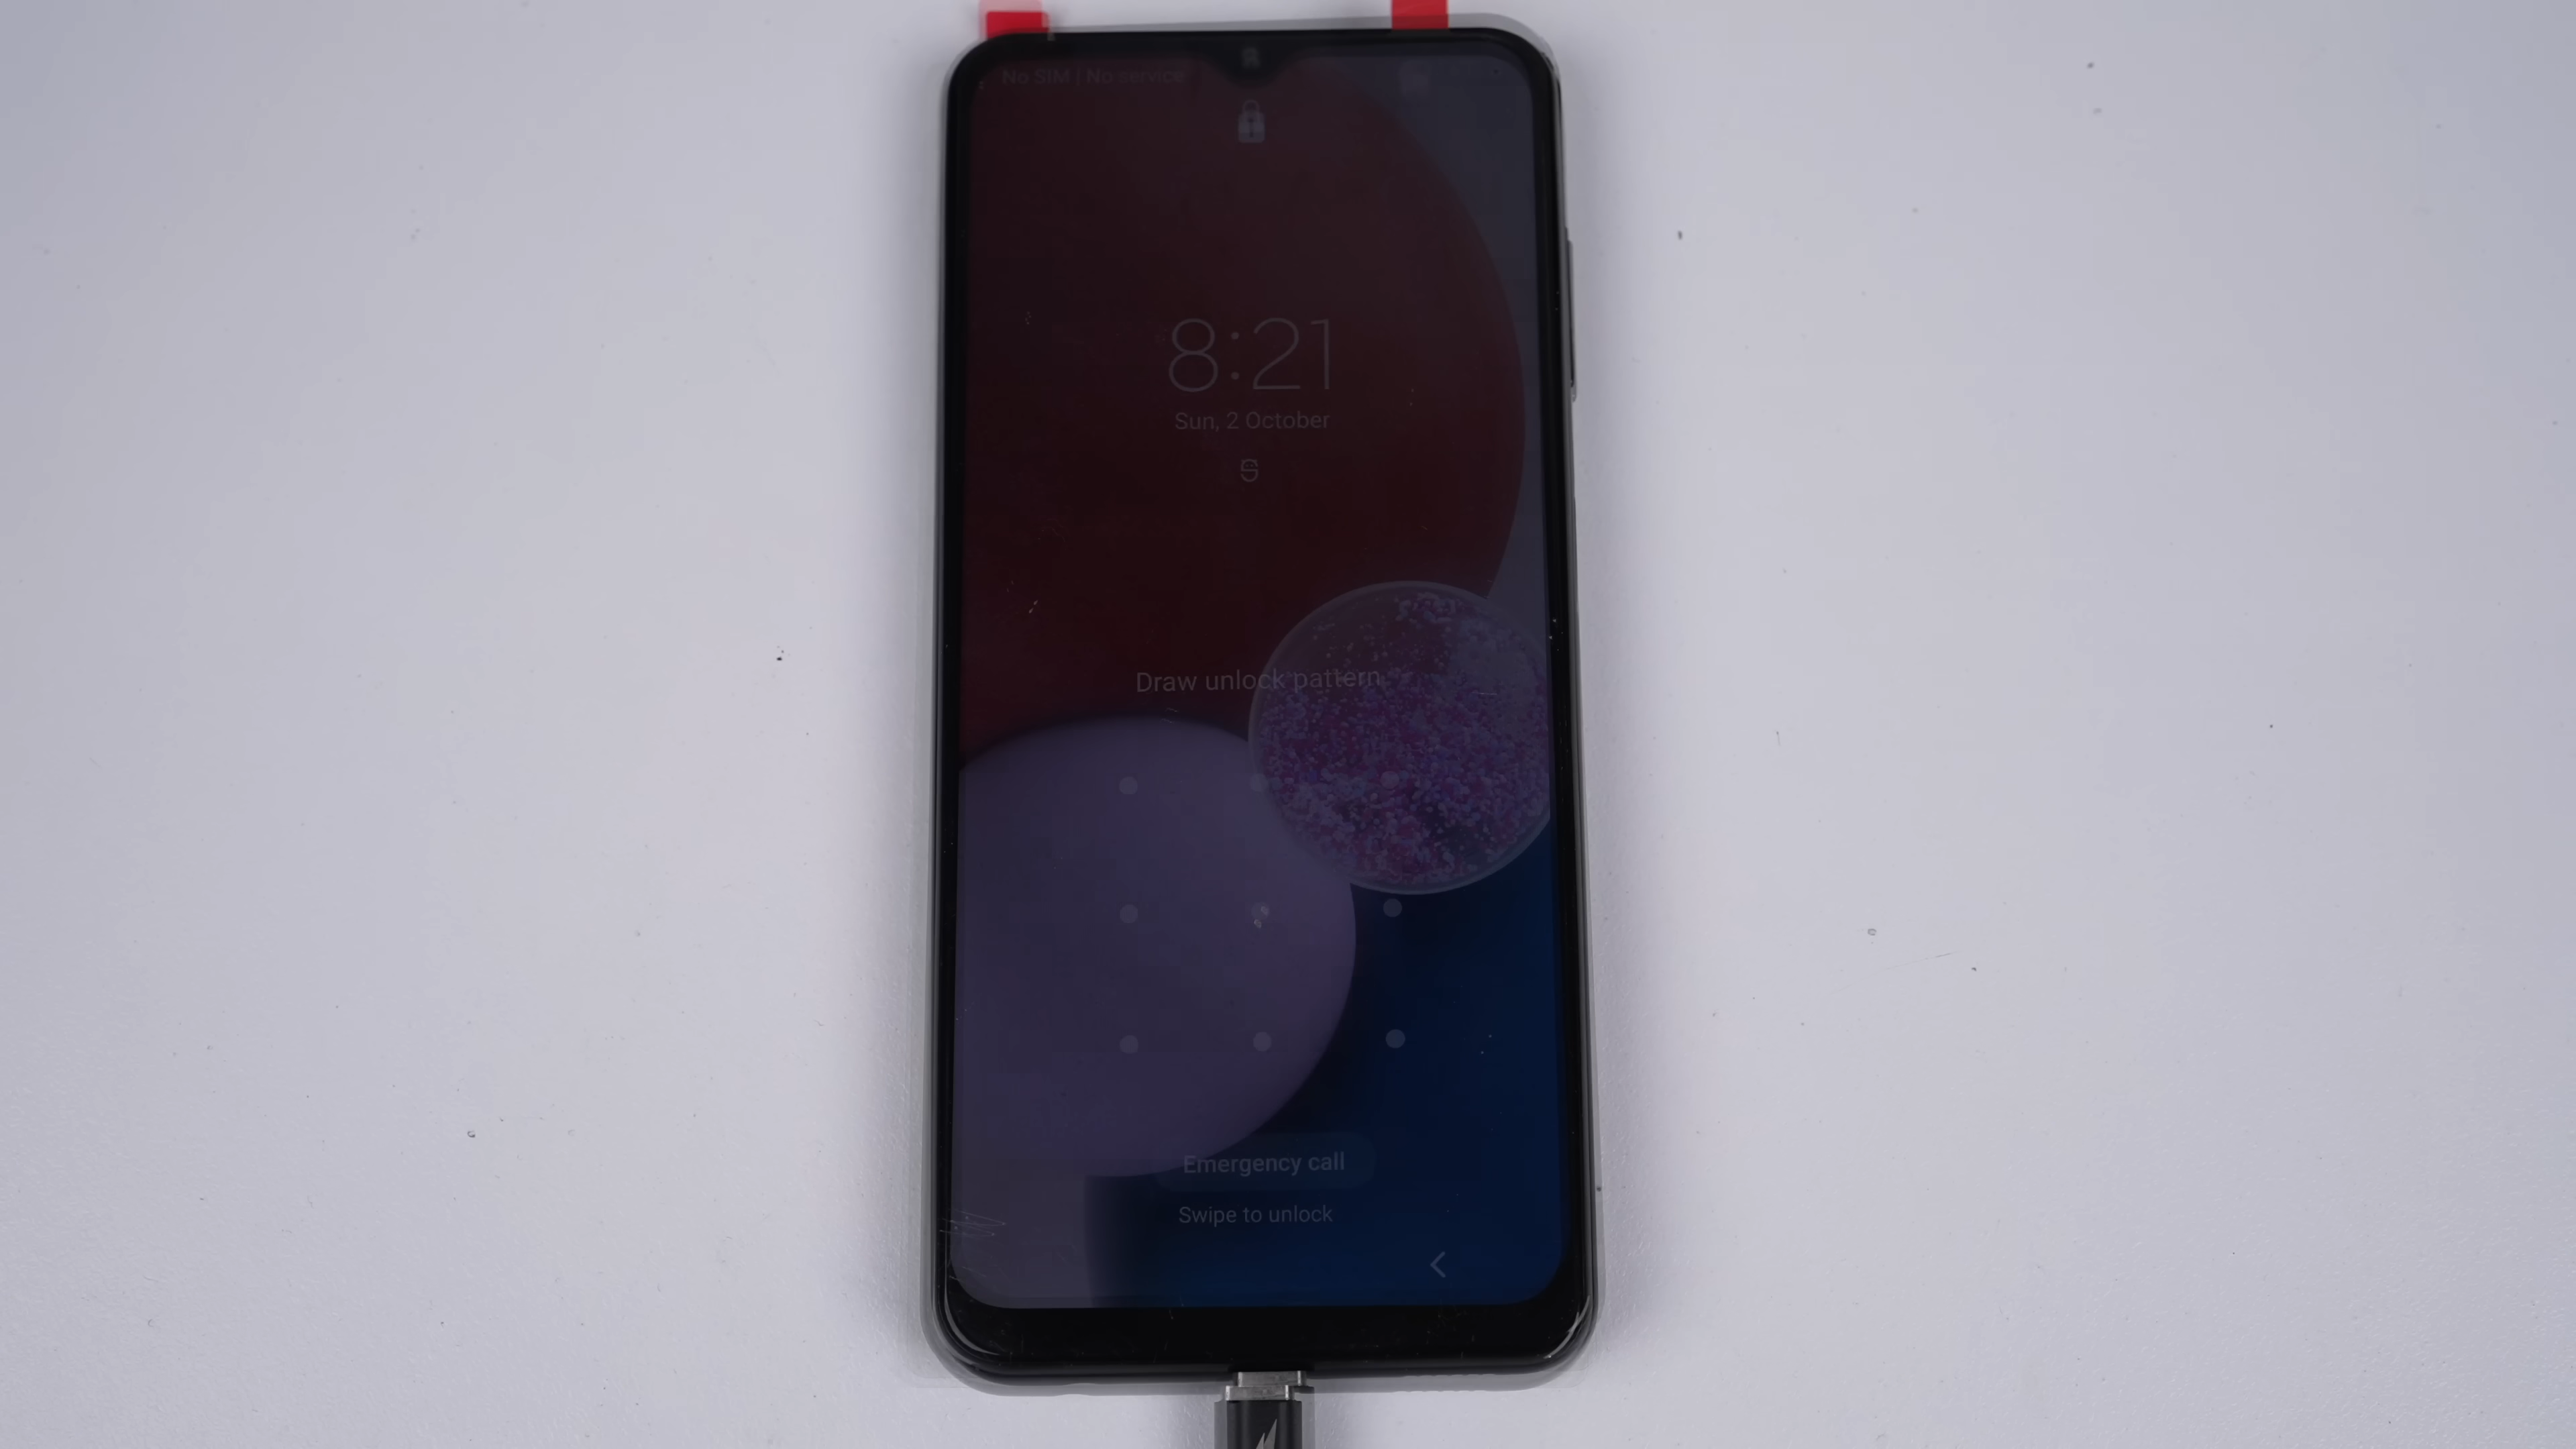 No SIM | No service
8:21
Sun, 2 October
Draw unlock pattern
Emergency call
Swipe to unlock